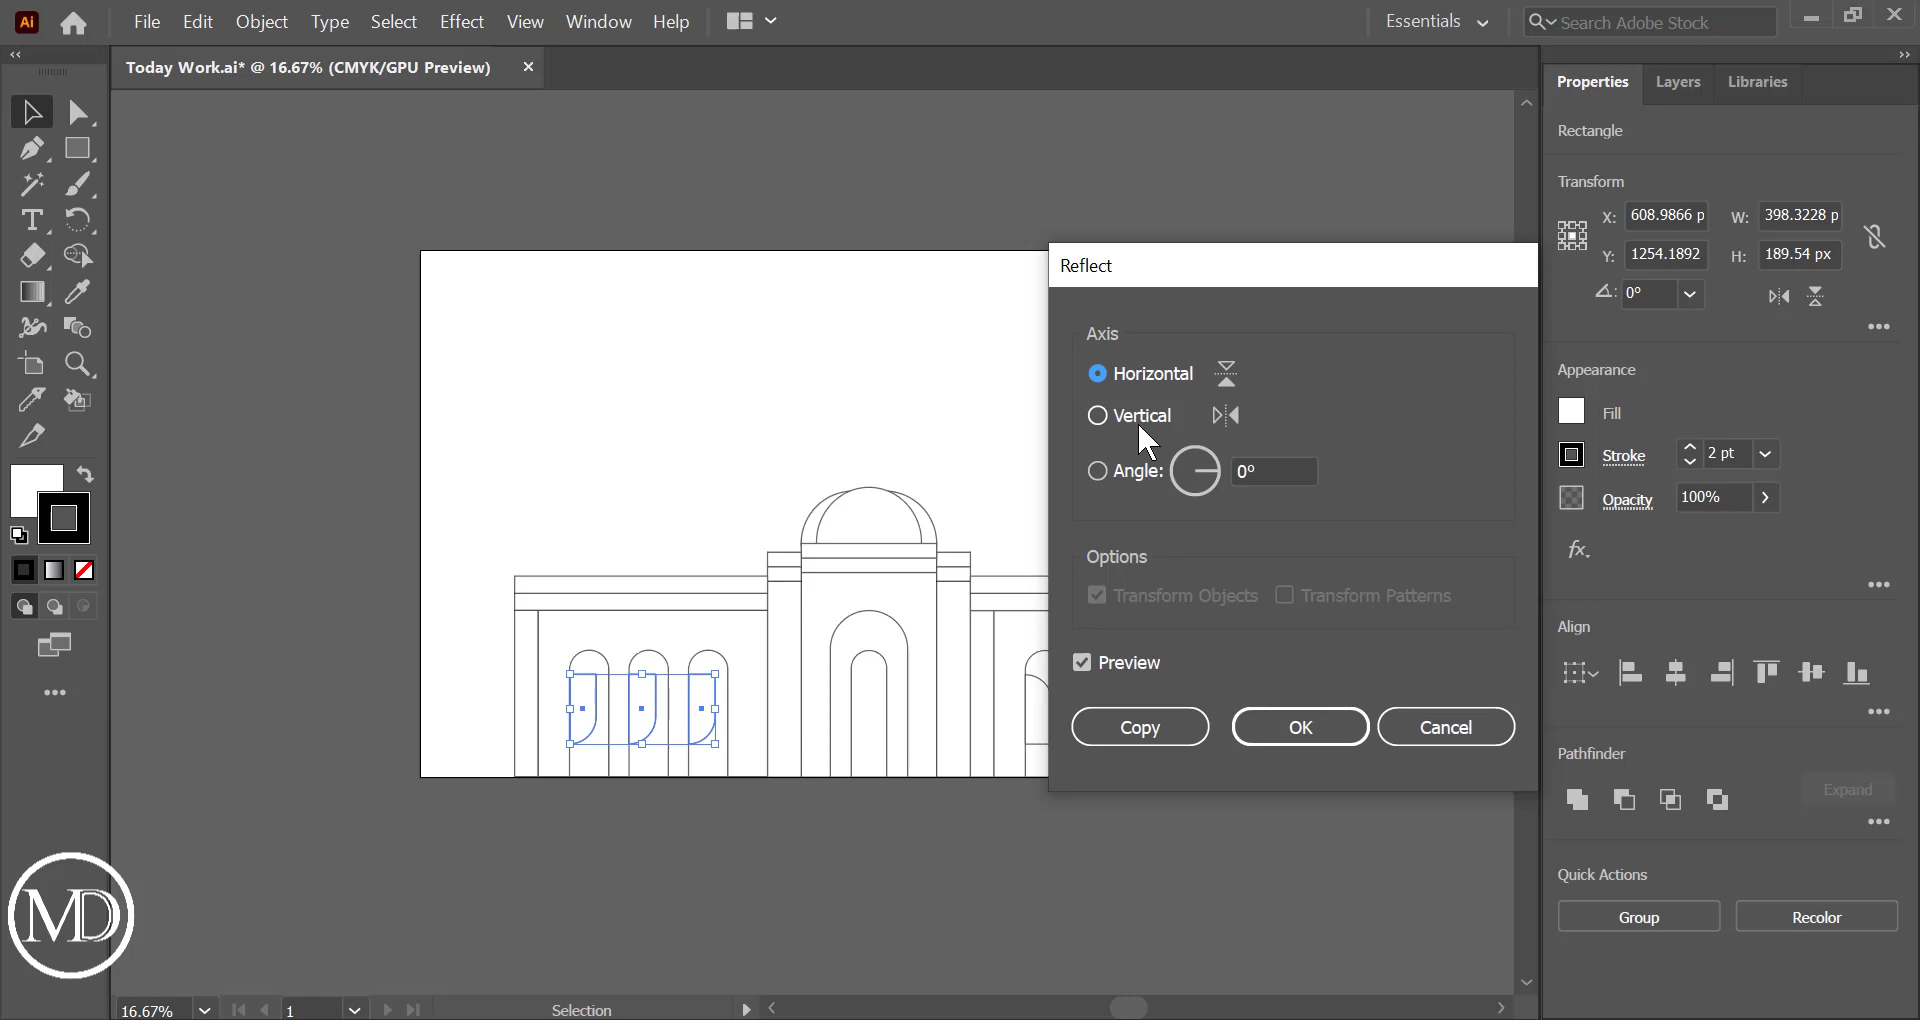 Ai File Edit Object Type Select Effect View Window Help Essentials Search Adobe Stock
Today Work.ai* @ 16.67% (CMYK/GPU Preview) ×
Properties Layers Libraries
Rectangle
Transform
X: 608.9866 p W: 398.3228 p
Y: 1254.1892 H: 189.54 px
0°
Reflect
Axis
Horizontal
Vertical
Angle: 0°
Options
Transform Objects Transform Patterns
Preview
Copy OK Cancel
Appearance
Fill
Stroke 2 pt
Opacity 100%
fx.
Align
Pathfinder
Expand
Quick Actions
Group Recolor
MD
16.67% 1 Selection